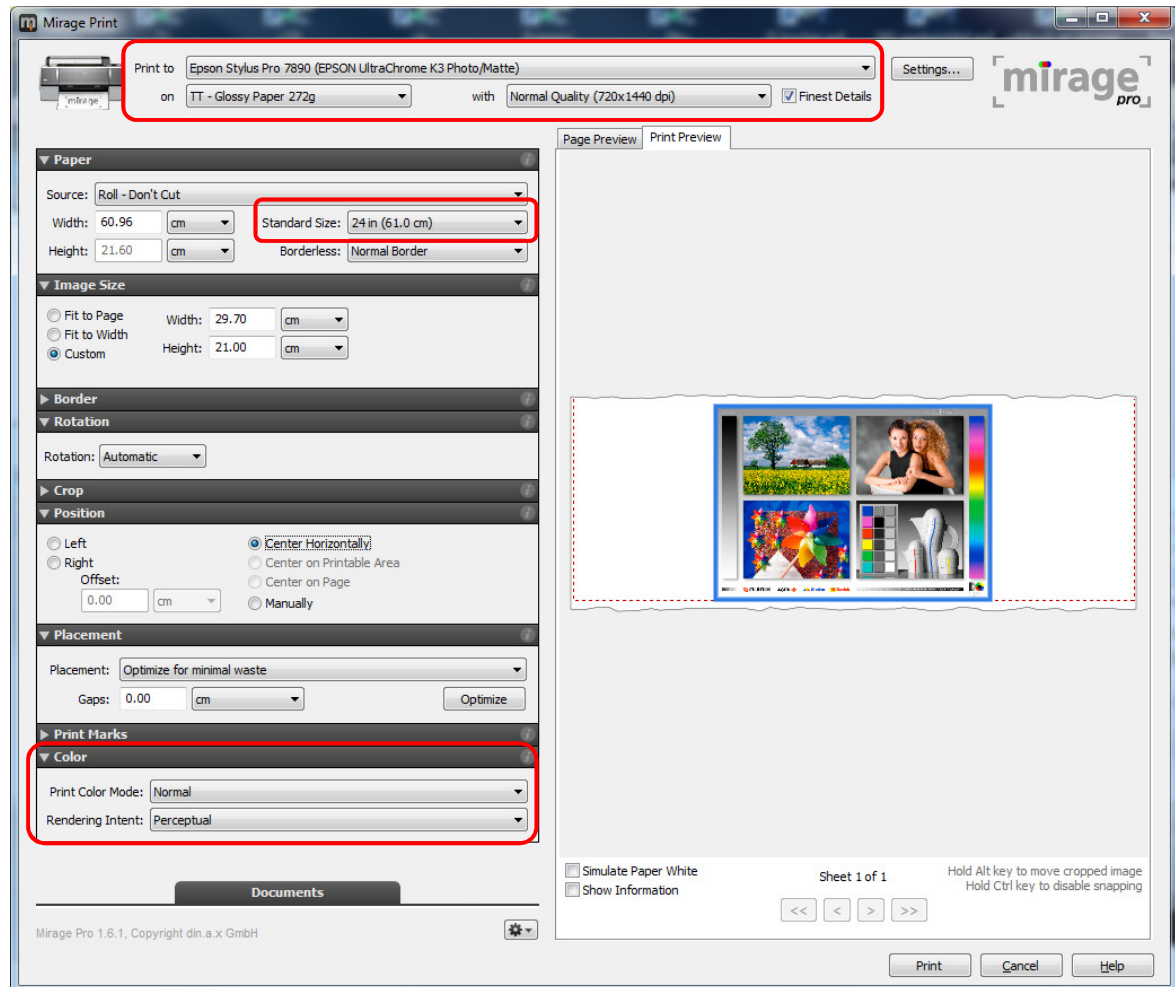 Mirage Print
Print to Epson Stylus Pro 7890 (EPSON UltraChrome K3 Photo/Matte) Settings...
on TT - Glossy Paper 272g with Normal Quality (720x1440 dpi) Finest Details
mirage
mirage pro
Page Preview Print Preview
Paper
Source: Roll - Don't Cut
Width: 60.96 cm Standard Size: 24 in (61.0 cm)
Height: 21.60 cm Borderless: Normal Border
Image Size
Fit to Page
Fit to Width
Custom
Width: 29.70 cm
Height: 21.00 cm
Border
Rotation
Rotation: Automatic
Crop
Position
Left Center Horizontally
Right Center on Printable Area
Offset: Center on Page
0.00 cm Manually
Placement
Placement: Optimize for minimal waste
Gaps: 0.00 cm Optimize
Print Marks
Color
Print Color Mode: Normal
Rendering Intent: Perceptual
Documents
Mirage Pro 1.6.1, Copyright din.a.x GmbH
Simulate Paper White
Show Information
Sheet 1 of 1
<< < > >>
Hold Alt key to move cropped image
Hold Ctrl key to disable snapping
Print Cancel Help